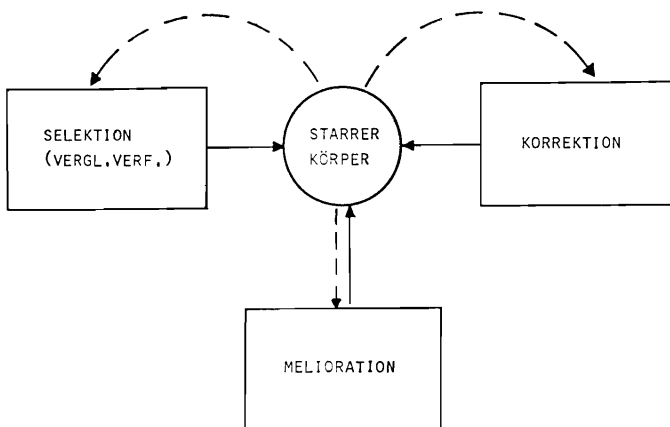 SELEKTION
(VERGL.VERF.)
STARRER
KÖRPER
KORREKTION
MELIORATION